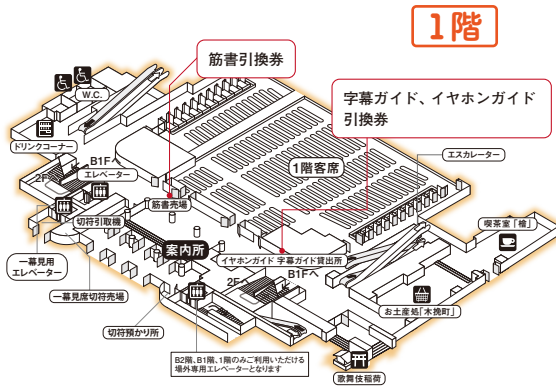 1階
筋書引換券
字幕ガイド、イヤホンガイド
引換券
W.C.
ドリンクコーナー
B1Fへ
エレベーター
2F
1階客席
エスカレーター
筋書売場
切符引取機
案内所
喫茶室「檜」
一幕見用
エレベーター
イヤホンガイド 字幕ガイド貸出所
B1Fへ
2F
一幕見席切符売場
お土産処「木挽町」
切符預かり所
B2階、B1階、1階のみご利用いただける
場外専用エレベーターとなります
歌舞伎稲荷